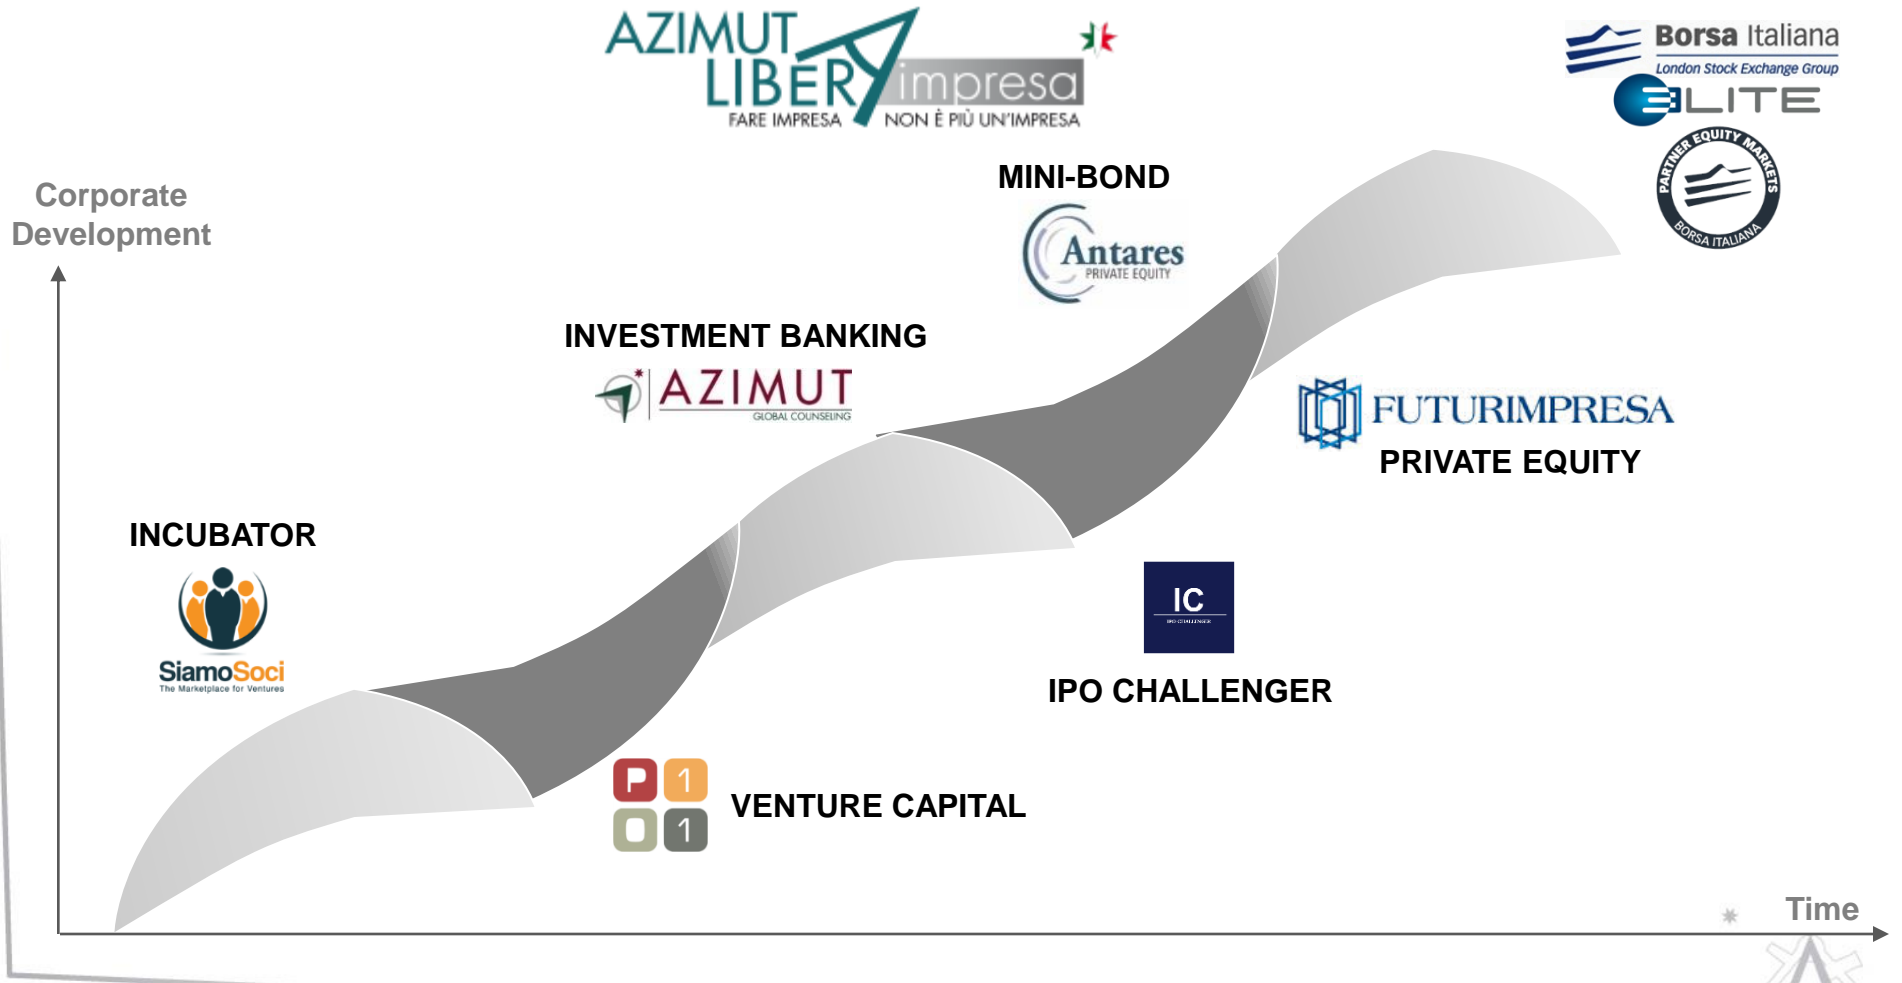 AZIMUT
LIBERA impresa
FARE IMPRESA NON È PIÙ UN'IMPRESA
Borsa Italiana
London Stock Exchange Group
ELITE
PARTNER EQUITY MARKETS
BORSA ITALIANA
Corporate
Development
MINI-BOND
Antares
PRIVATE EQUITY
INVESTMENT BANKING
AZIMUT
GLOBAL COUNSELING
FUTURIMPRESA
PRIVATE EQUITY
INCUBATOR
SiamoSoci
The Marketplace for Ventures
IC
IPO CHALLENGER
IPO CHALLENGER
P 1
0 1
VENTURE CAPITAL
Time